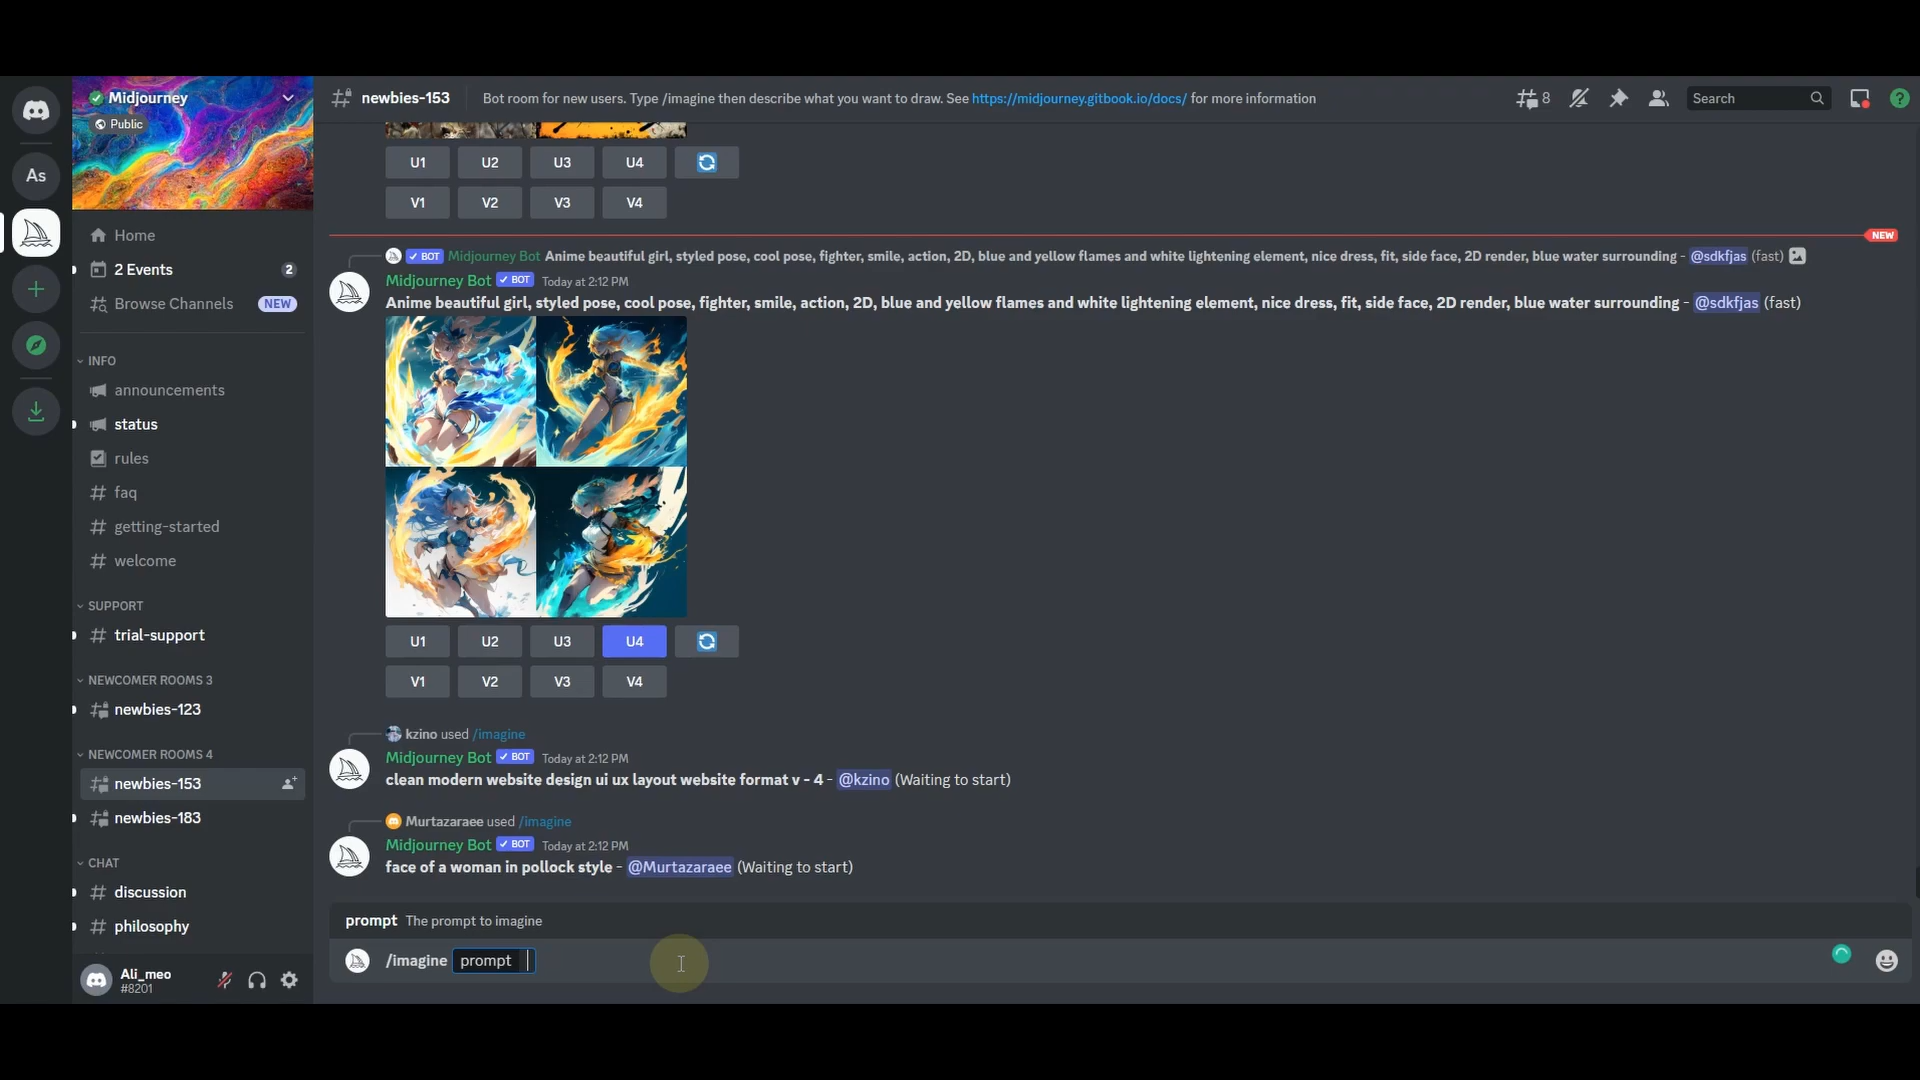 Midjourney
Public
As
Home
2 Events 2
Browse Channels NEW
INFO
announcements
status
rules
faq
getting-started
welcome
SUPPORT
trial-support
NEWCOMER ROOMS 3
newbies-123
NEWCOMER ROOMS 4
newbies-153
newbies-183
CHAT
discussion
philosophy
Ali_meo
#8201
newbies-153 Bot room for new users. Type /imagine then describe what you want to draw. See https://midjourney.gitbook.io/docs/ for more information 8 Search ?
U1 U2 U3 U4
V1 V2 V3 V4
NEW
✓ BOT Midjourney Bot Anime beautiful girl, styled pose, cool pose, fighter, smile, action, 2D, blue and yellow flames and white lightening element, nice dress, fit, side face, 2D render, blue water surrounding - @sdkfjas (fast)
Midjourney Bot ✓ BOT Today at 2:12 PM
Anime beautiful girl, styled pose, cool pose, fighter, smile, action, 2D, blue and yellow flames and white lightening element, nice dress, fit, side face, 2D render, blue water surrounding - @sdkfjas (fast)
U1 U2 U3 U4
V1 V2 V3 V4
kzino used /imagine
Midjourney Bot ✓ BOT Today at 2:12 PM
clean modern website design ui ux layout website format v - 4 - @kzino (Waiting to start)
Murtazaraee used /imagine
Midjourney Bot ✓ BOT Today at 2:12 PM
face of a woman in pollock style - @Murtazaraee (Waiting to start)
prompt The prompt to imagine
/imagine prompt